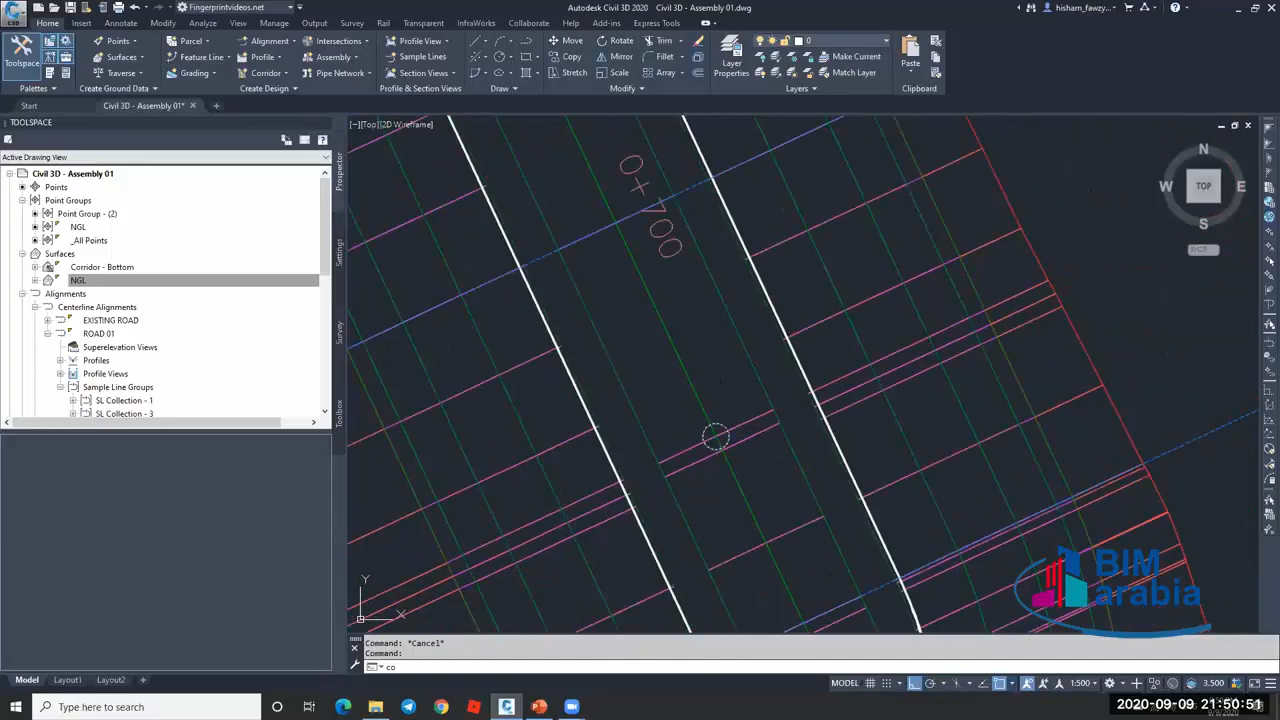 Fingerprintvideos.net
Autodesk Civil 3D 2020 Civil 3D - Assembly 01.dwg
hisham_fawzy...
Home Insert Annotate Modify Analyze View Manage Output Survey Rail Transparent InfraWorks Collaborate Help Add-ins Express Tools
Points Parcel Alignment Intersections Profile View Move Rotate Trim 0
Toolspace Surfaces Feature Line Profile Assembly Sample Lines Copy Mirror Fillet Layer Properties Make Current Paste
Traverse Grading Corridor Pipe Network Section Views Stretch Scale Array Match Layer
Palettes Create Ground Data Create Design Profile & Section Views Draw Modify Layers Clipboard
Start Civil 3D - Assembly 01*
TOOLSPACE
Active Drawing View
Civil 3D - Assembly 01
Points
Point Groups
Point Group - (2)
NGL
_All Points
Surfaces
Corridor - Bottom
NGL
Alignments
Centerline Alignments
EXISTING ROAD
ROAD 01
Superelevation Views
Profiles
Profile Views
Sample Line Groups
SL Collection - 1
SL Collection - 3
Prospector
Settings
Survey
Toolbox
[−][Top][2D Wireframe]
0+700
N
W TOP E
S
WCS
Y
X
BIM
arabia
Command: *Cancel*
Command:
co
Model Layout1 Layout2
MODEL 1:500 3.500
Type here to search
2020-09-09 21:50:51